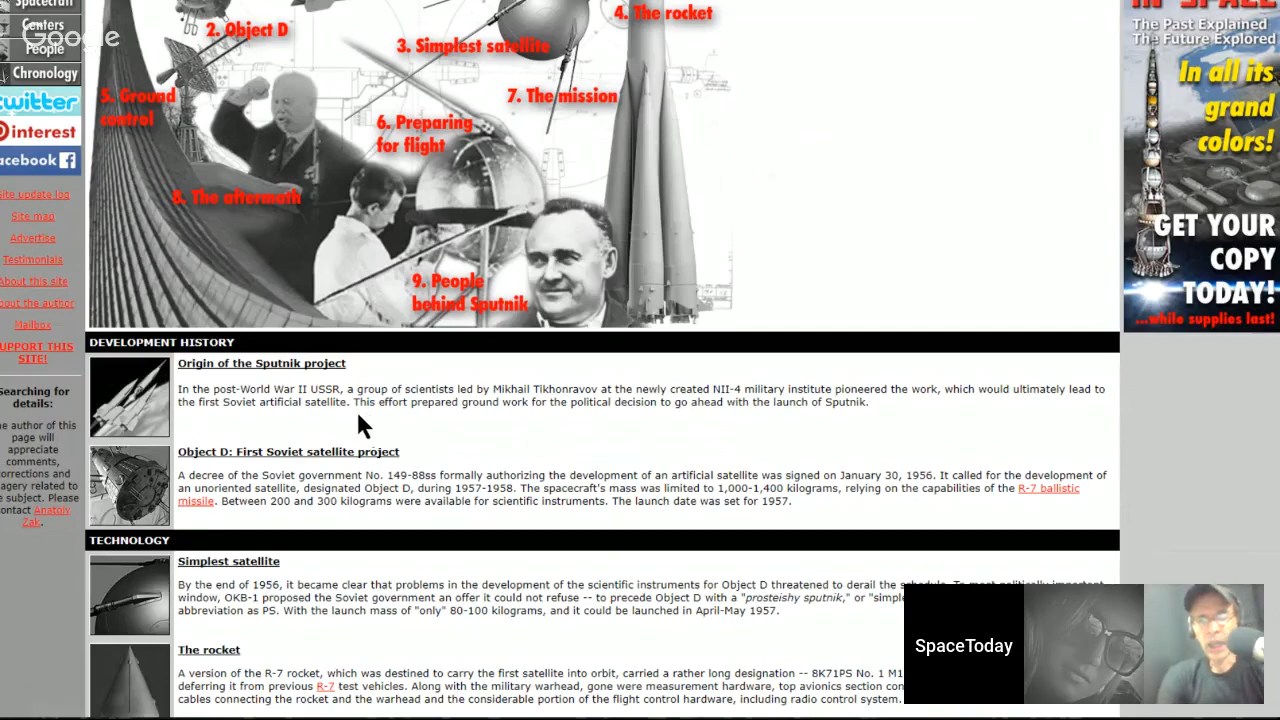 Spacecraft
Centers
Google
People
Chronology
twitter
interest
acebook
Site update log
Site map
Advertise
Testimonials
About this site
bout the author
Mailbox
SUPPORT THIS
SITE!
Searching for
details:
he author of this
page will
appreciate
comments,
corrections and
agery related to
e subject. Please
ontact Anatoly
Zak.
2. Object D
3. Simplest satellite
4. The rocket
5. Ground
control
6. Preparing
for flight
7. The mission
8. The aftermath
9. People
behind Sputnik
DEVELOPMENT HISTORY
Origin of the Sputnik project
In the post-World War II USSR, a group of scientists led by Mikhail Tikhonravov at the newly created NII-4 military institute pioneered the work, which would ultimately lead to
the first Soviet artificial satellite. This effort prepared ground work for the political decision to go ahead with the launch of Sputnik.
Object D: First Soviet satellite project
A decree of the Soviet government No. 149-88ss formally authorizing the development of an artificial satellite was signed on January 30, 1956. It called for the development of
an unoriented satellite, designated Object D, during 1957-1958. The spacecraft's mass was limited to 1,000-1,400 kilograms, relying on the capabilities of the R-7 ballistic
missile. Between 200 and 300 kilograms were available for scientific instruments. The launch date was set for 1957.
TECHNOLOGY
Simplest satellite
By the end of 1956, it became clear that problems in the development of the scientific instruments for Object D threatened to derail the schedule. To most politically important
window, OKB-1 proposed the Soviet government an offer it could not refuse -- to precede Object D with a "prosteishy sputnik," or "simple
abbreviation as PS. With the launch mass of "only" 80-100 kilograms, and it could be launched in April-May 1957.
The rocket
A version of the R-7 rocket, which was destined to carry the first satellite into orbit, carried a rather long designation -- 8K71PS No. 1 M1
deferring it from previous R-7 test vehicles. Along with the military warhead, gone were measurement hardware, top avionics section con
cables connecting the rocket and the warhead and the considerable portion of the flight control hardware, including radio control system.
IN SPACE
The Past Explained
The Future Explored
In all its
grand
colors!
GET YOUR
COPY
TODAY!
...while supplies last!
SpaceToday